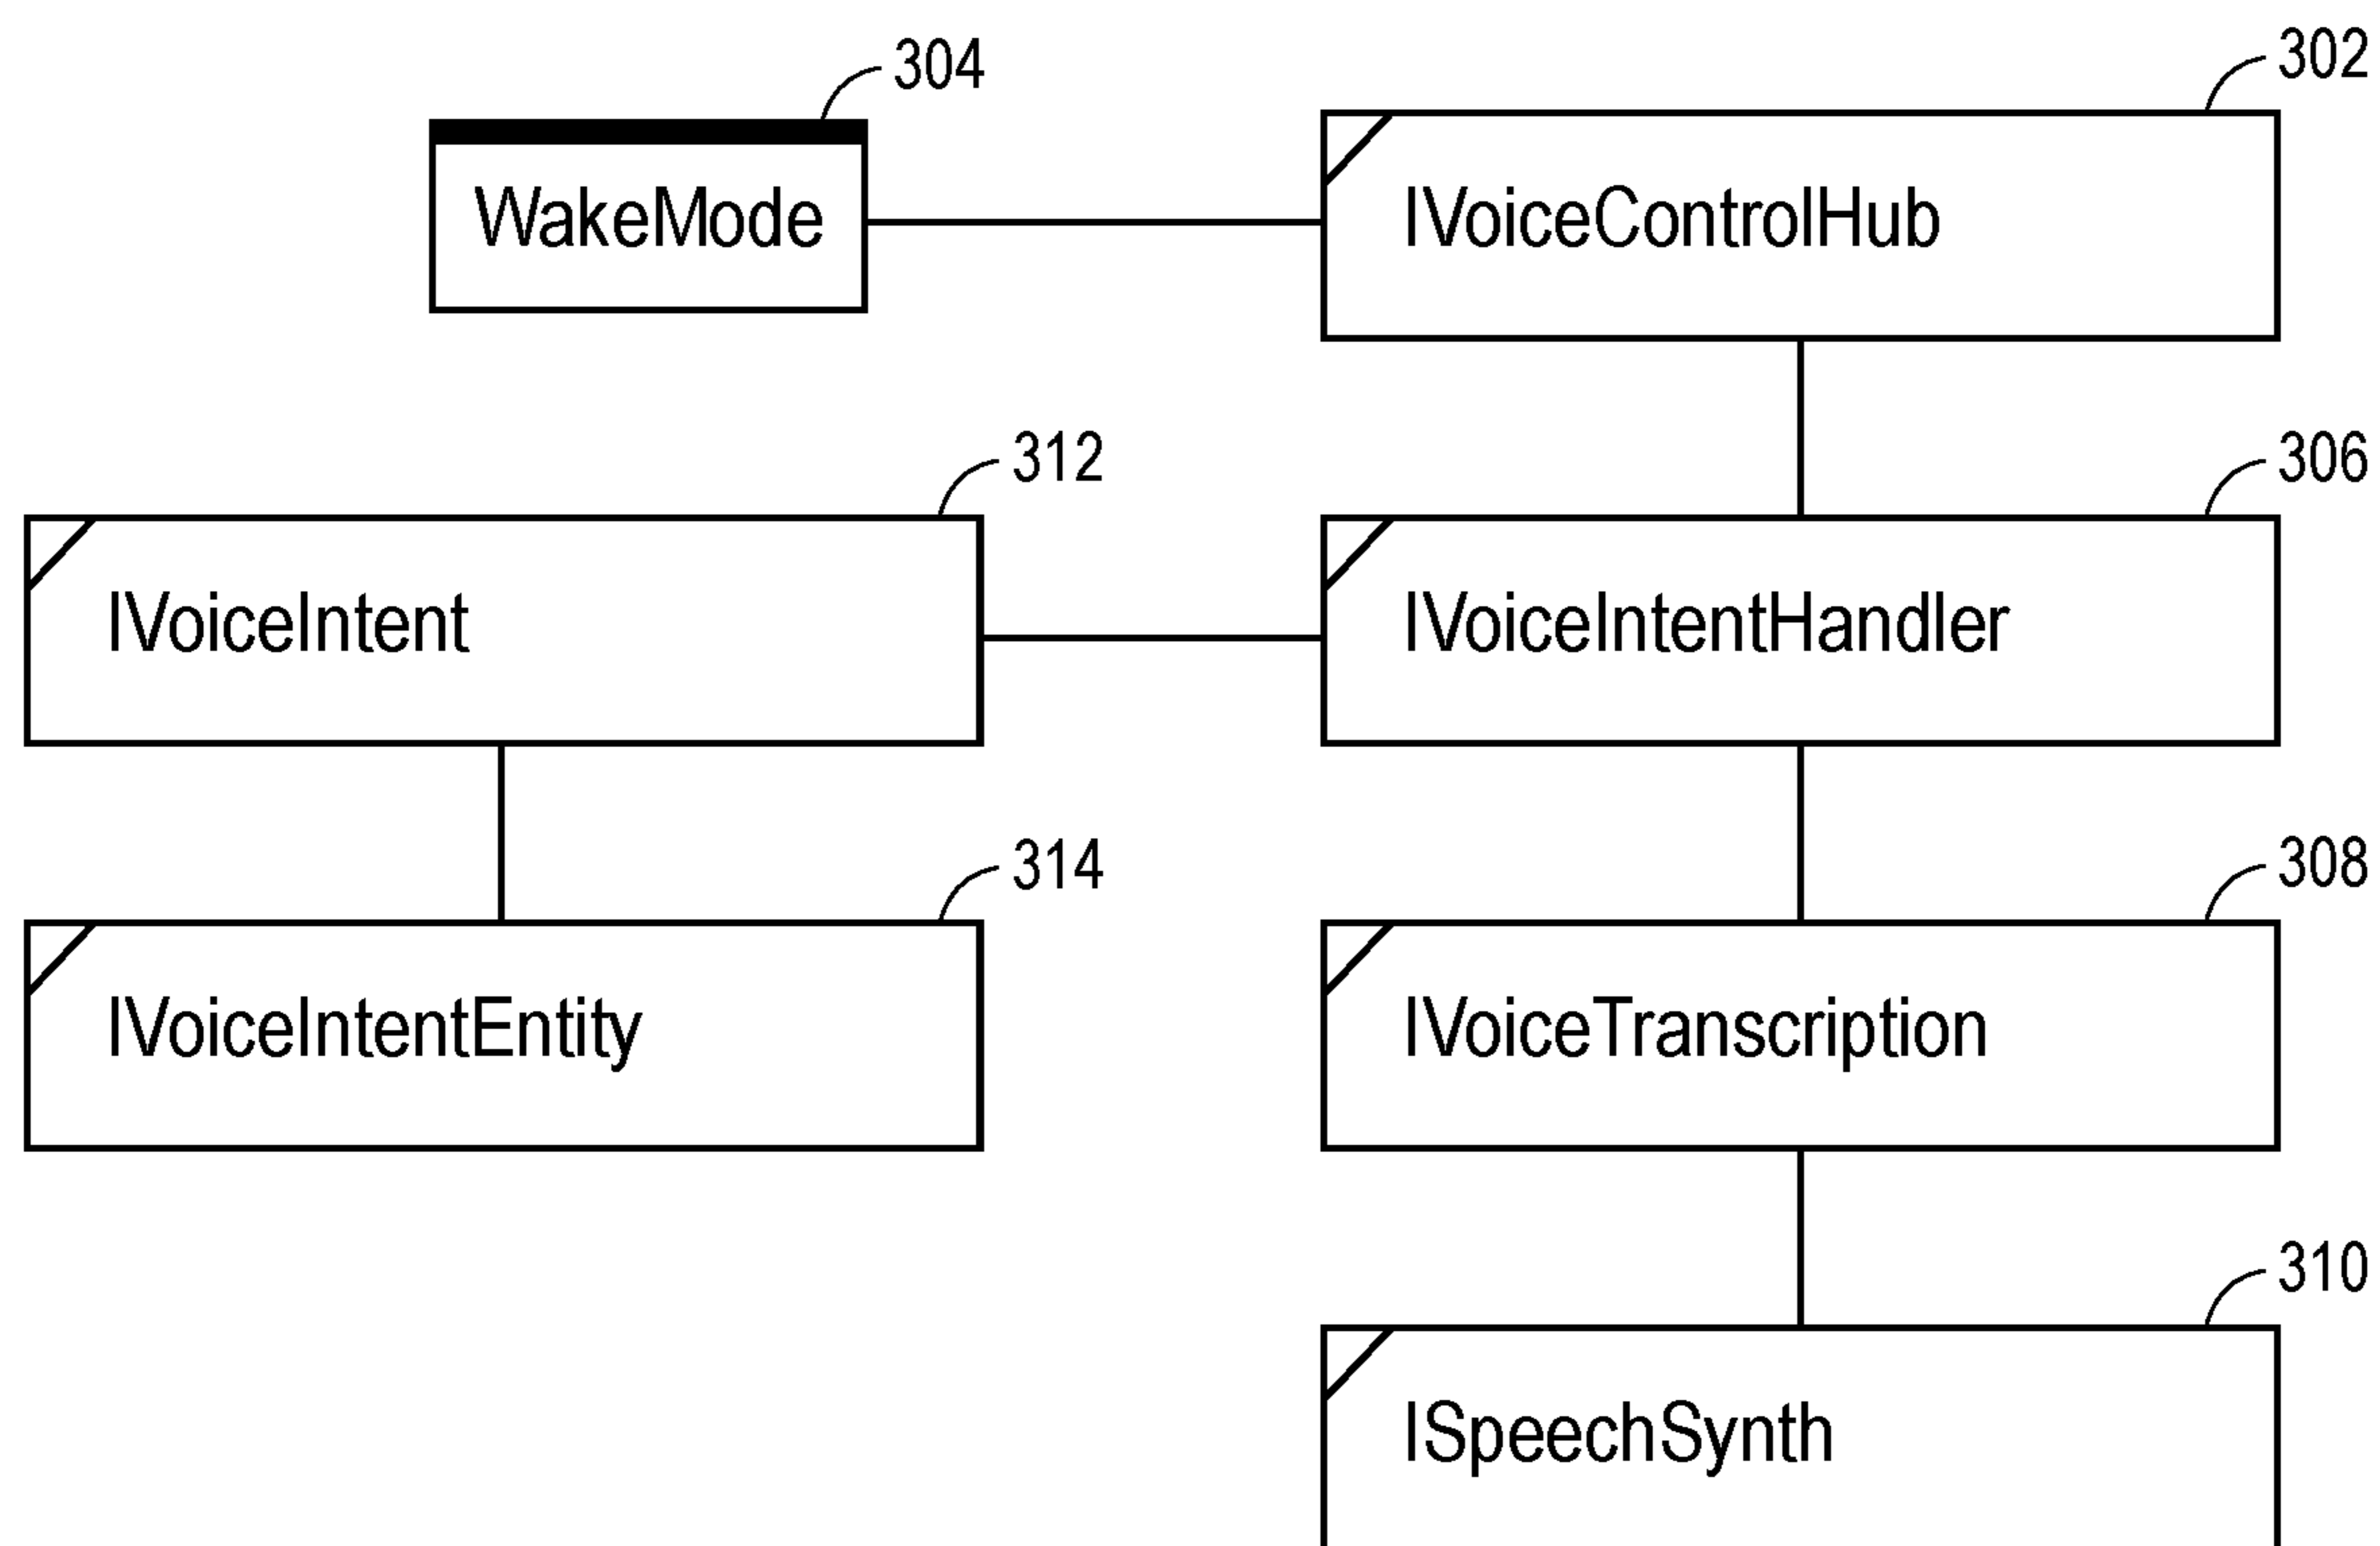 304
302
WakeMode
IVoiceControlHub
312
306
IVoiceIntent
IVoiceIntentHandler
314
308
IVoiceIntentEntity
IVoiceTranscription
310
ISpeechSynth